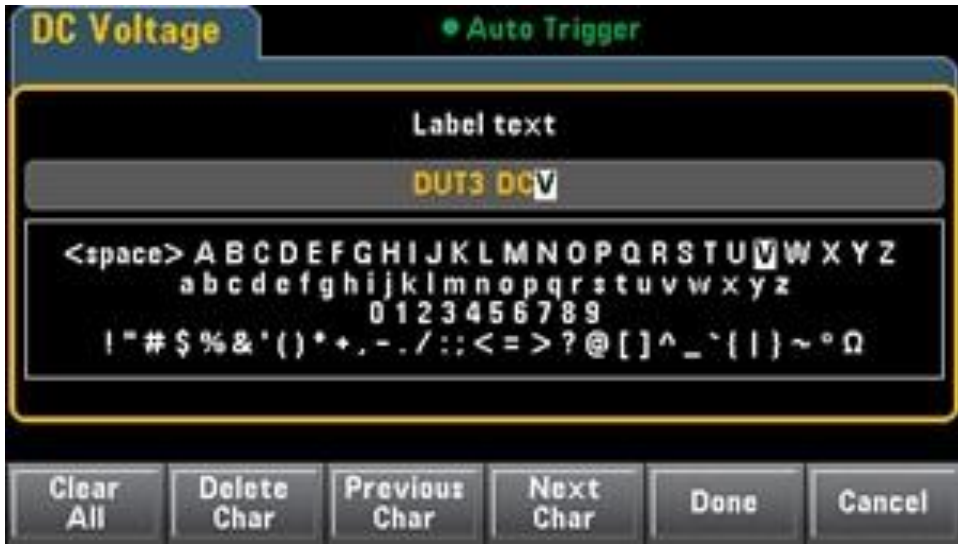 DC Voltage
Auto Trigger
Label text
DUT3 DCV
<space> A B C D E F G H I J K L M N O P Q R S T U V W X Y Z
a b c d e f g h i j k l m n o p q r s t u v w x y z
0 1 2 3 4 5 6 7 8 9
! " # $ % & ' ( ) * + , - . / : ; < = > ? @ [ ] ^ _ ` { | } ~ ° Ω
Clear All
Delete Char
Previous Char
Next Char
Done
Cancel